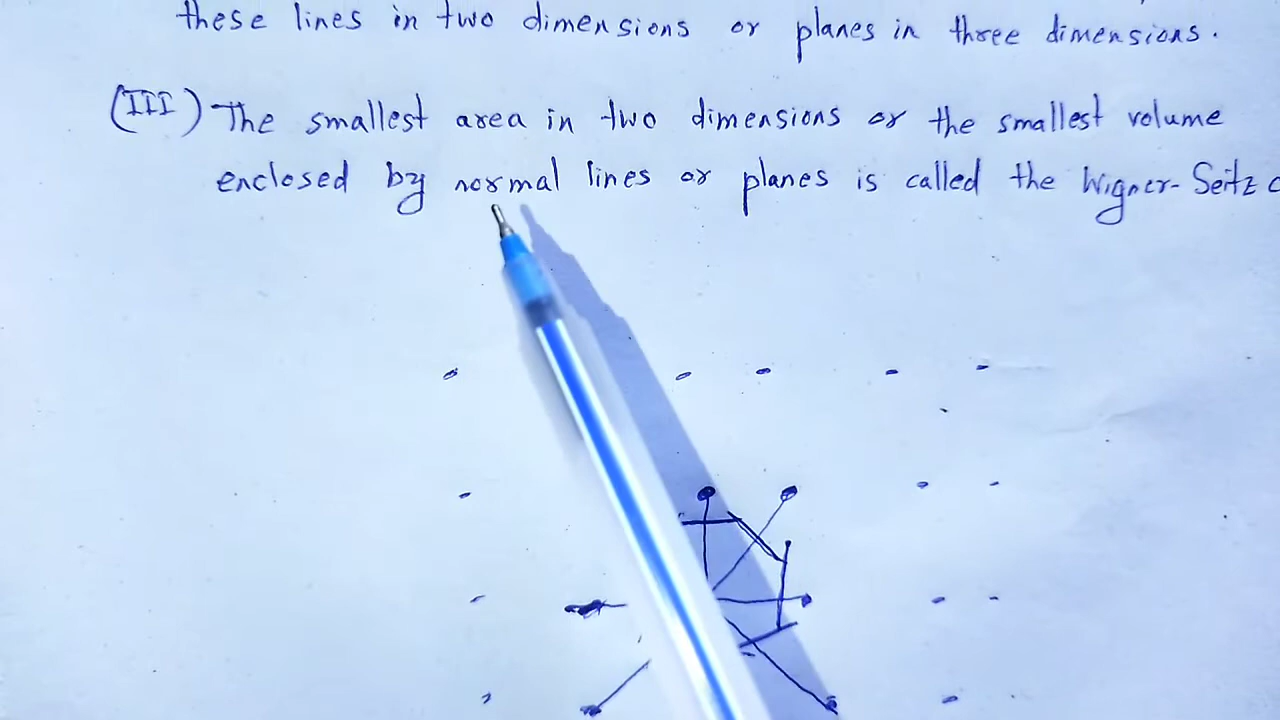 these lines in two dimensions or planes in three dimensions.
(III) The smallest area in two dimensions or the smallest volume
enclosed by normal lines or planes is called the Wigner-Seitz